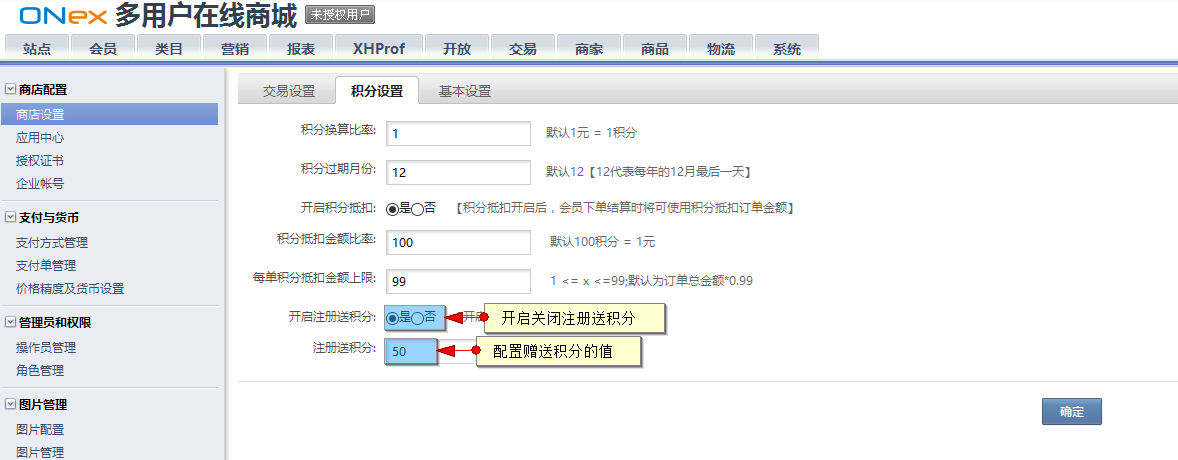 ONex 多用户在线商城 未授权用户
站点 会员 类目 营销 报表 XHProf 开放 交易 商家 商品 物流 系统
商店配置
商店设置
应用中心
授权证书
企业帐号
支付与货币
支付方式管理
支付单管理
价格精度及货币设置
管理员和权限
操作员管理
角色管理
图片管理
图片配置
图片管理
交易设置 积分设置 基本设置
积分换算比率: 1 默认1元 = 1积分
积分过期月份: 12 默认12【12代表每年的12月最后一天】
开启积分抵扣: 是 否 【积分抵扣开启后，会员下单结算时将可使用积分抵扣订单金额】
积分抵扣金额比率: 100 默认100积分 = 1元
每单积分抵扣金额上限: 99 1 <= x <=99;默认为订单总金额*0.99
开启注册送积分: 是 否 开启关闭注册送积分
注册送积分: 50 配置赠送积分的值
确定